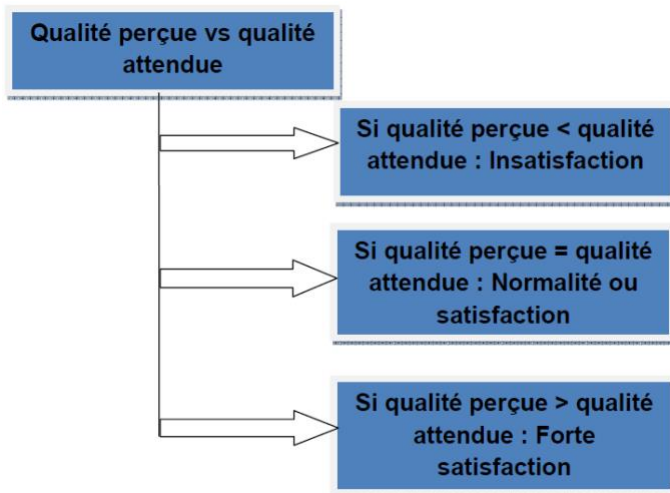 Qualité perçue vs qualité
attendue
Si qualité perçue < qualité
attendue : Insatisfaction
Si qualité perçue = qualité
attendue : Normalité ou
satisfaction
Si qualité perçue > qualité
attendue : Forte
satisfaction